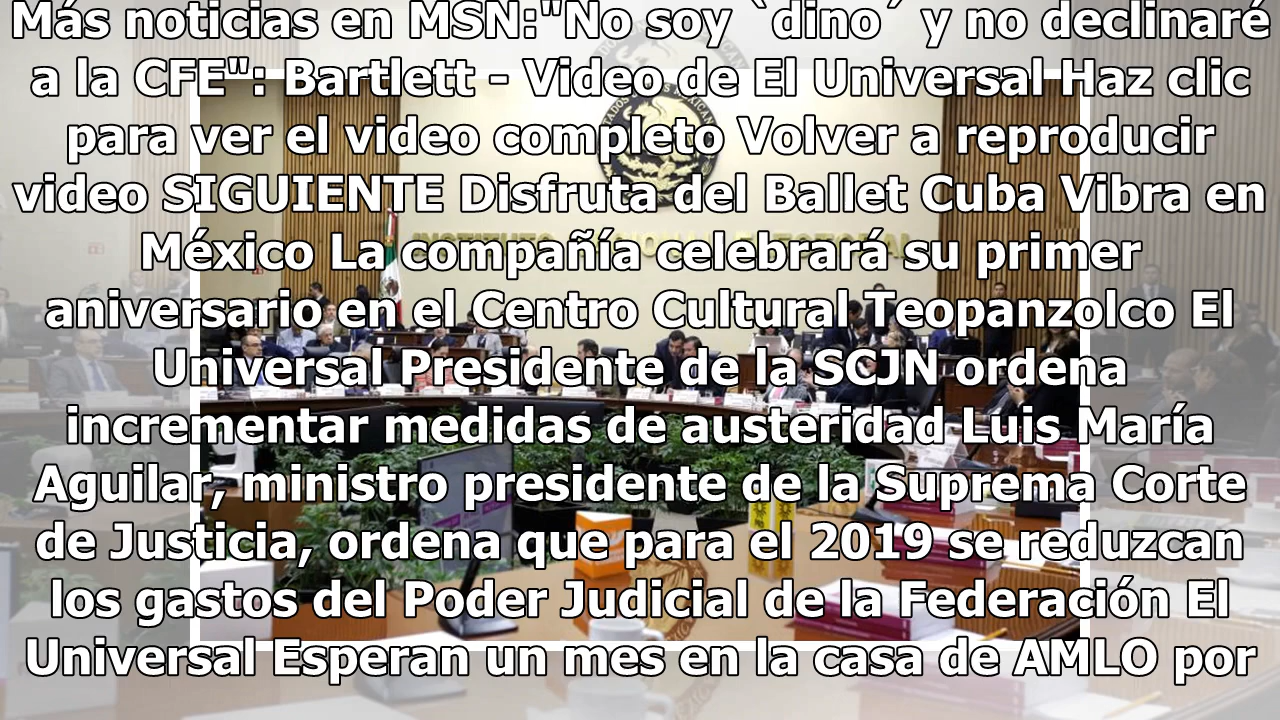 Más noticias en MSN:"No soy `dino´ y no declinaré
a la CFE": Bartlett - Video de El Universal Haz clic
para ver el video completo Volver a reproducir
video SIGUIENTE Disfruta del Ballet Cuba Vibra en
México La compañía celebrará su primer
aniversario en el Centro Cultural Teopanzolco El
Universal Presidente de la SCJN ordena
incrementar medidas de austeridad Luis María
Aguilar, ministro presidente de la Suprema Corte
de Justicia, ordena que para el 2019 se reduzcan
los gastos del Poder Judicial de la Federación El
Universal Esperan un mes en la casa de AMLO por